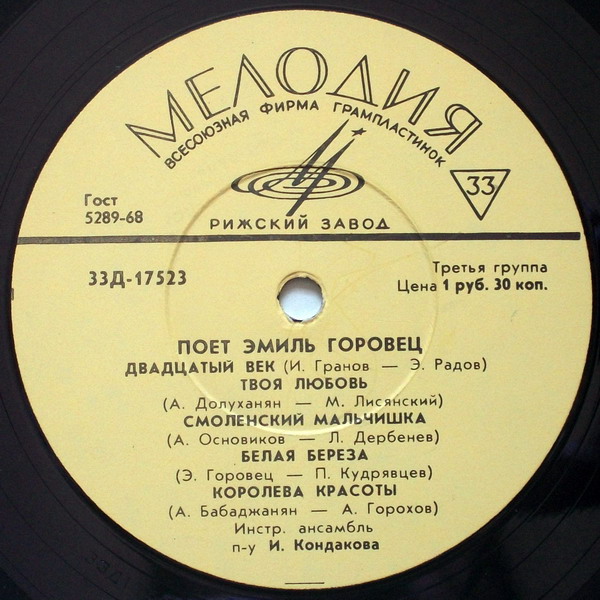 МЕЛОДИЯ
ВСЕСОЮЗНАЯ ФИРМА ГРАМПЛАСТИНОК
33
Гост
5289-68
РИЖСКИЙ ЗАВОД
33Д-17523
Третья группа
Цена 1 руб. 30 коп.
ПОЕТ ЭМИЛЬ ГОРОВЕЦ
ДВАДЦАТЫЙ ВЕК (И. Гранов — Э. Радов)
ТВОЯ ЛЮБОВЬ
(А. Долуханян — М. Лисянский)
СМОЛЕНСКИЙ МАЛЬЧИШКА
(А. Основиков — Л. Дербенев)
БЕЛАЯ БЕРЕЗА
(Э. Горовец — П. Кудрявцев)
КОРОЛЕВА КРАСОТЫ
(А. Бабаджанян — А. Горохов)
Инстр. ансамбль
п-у И. Кондакова